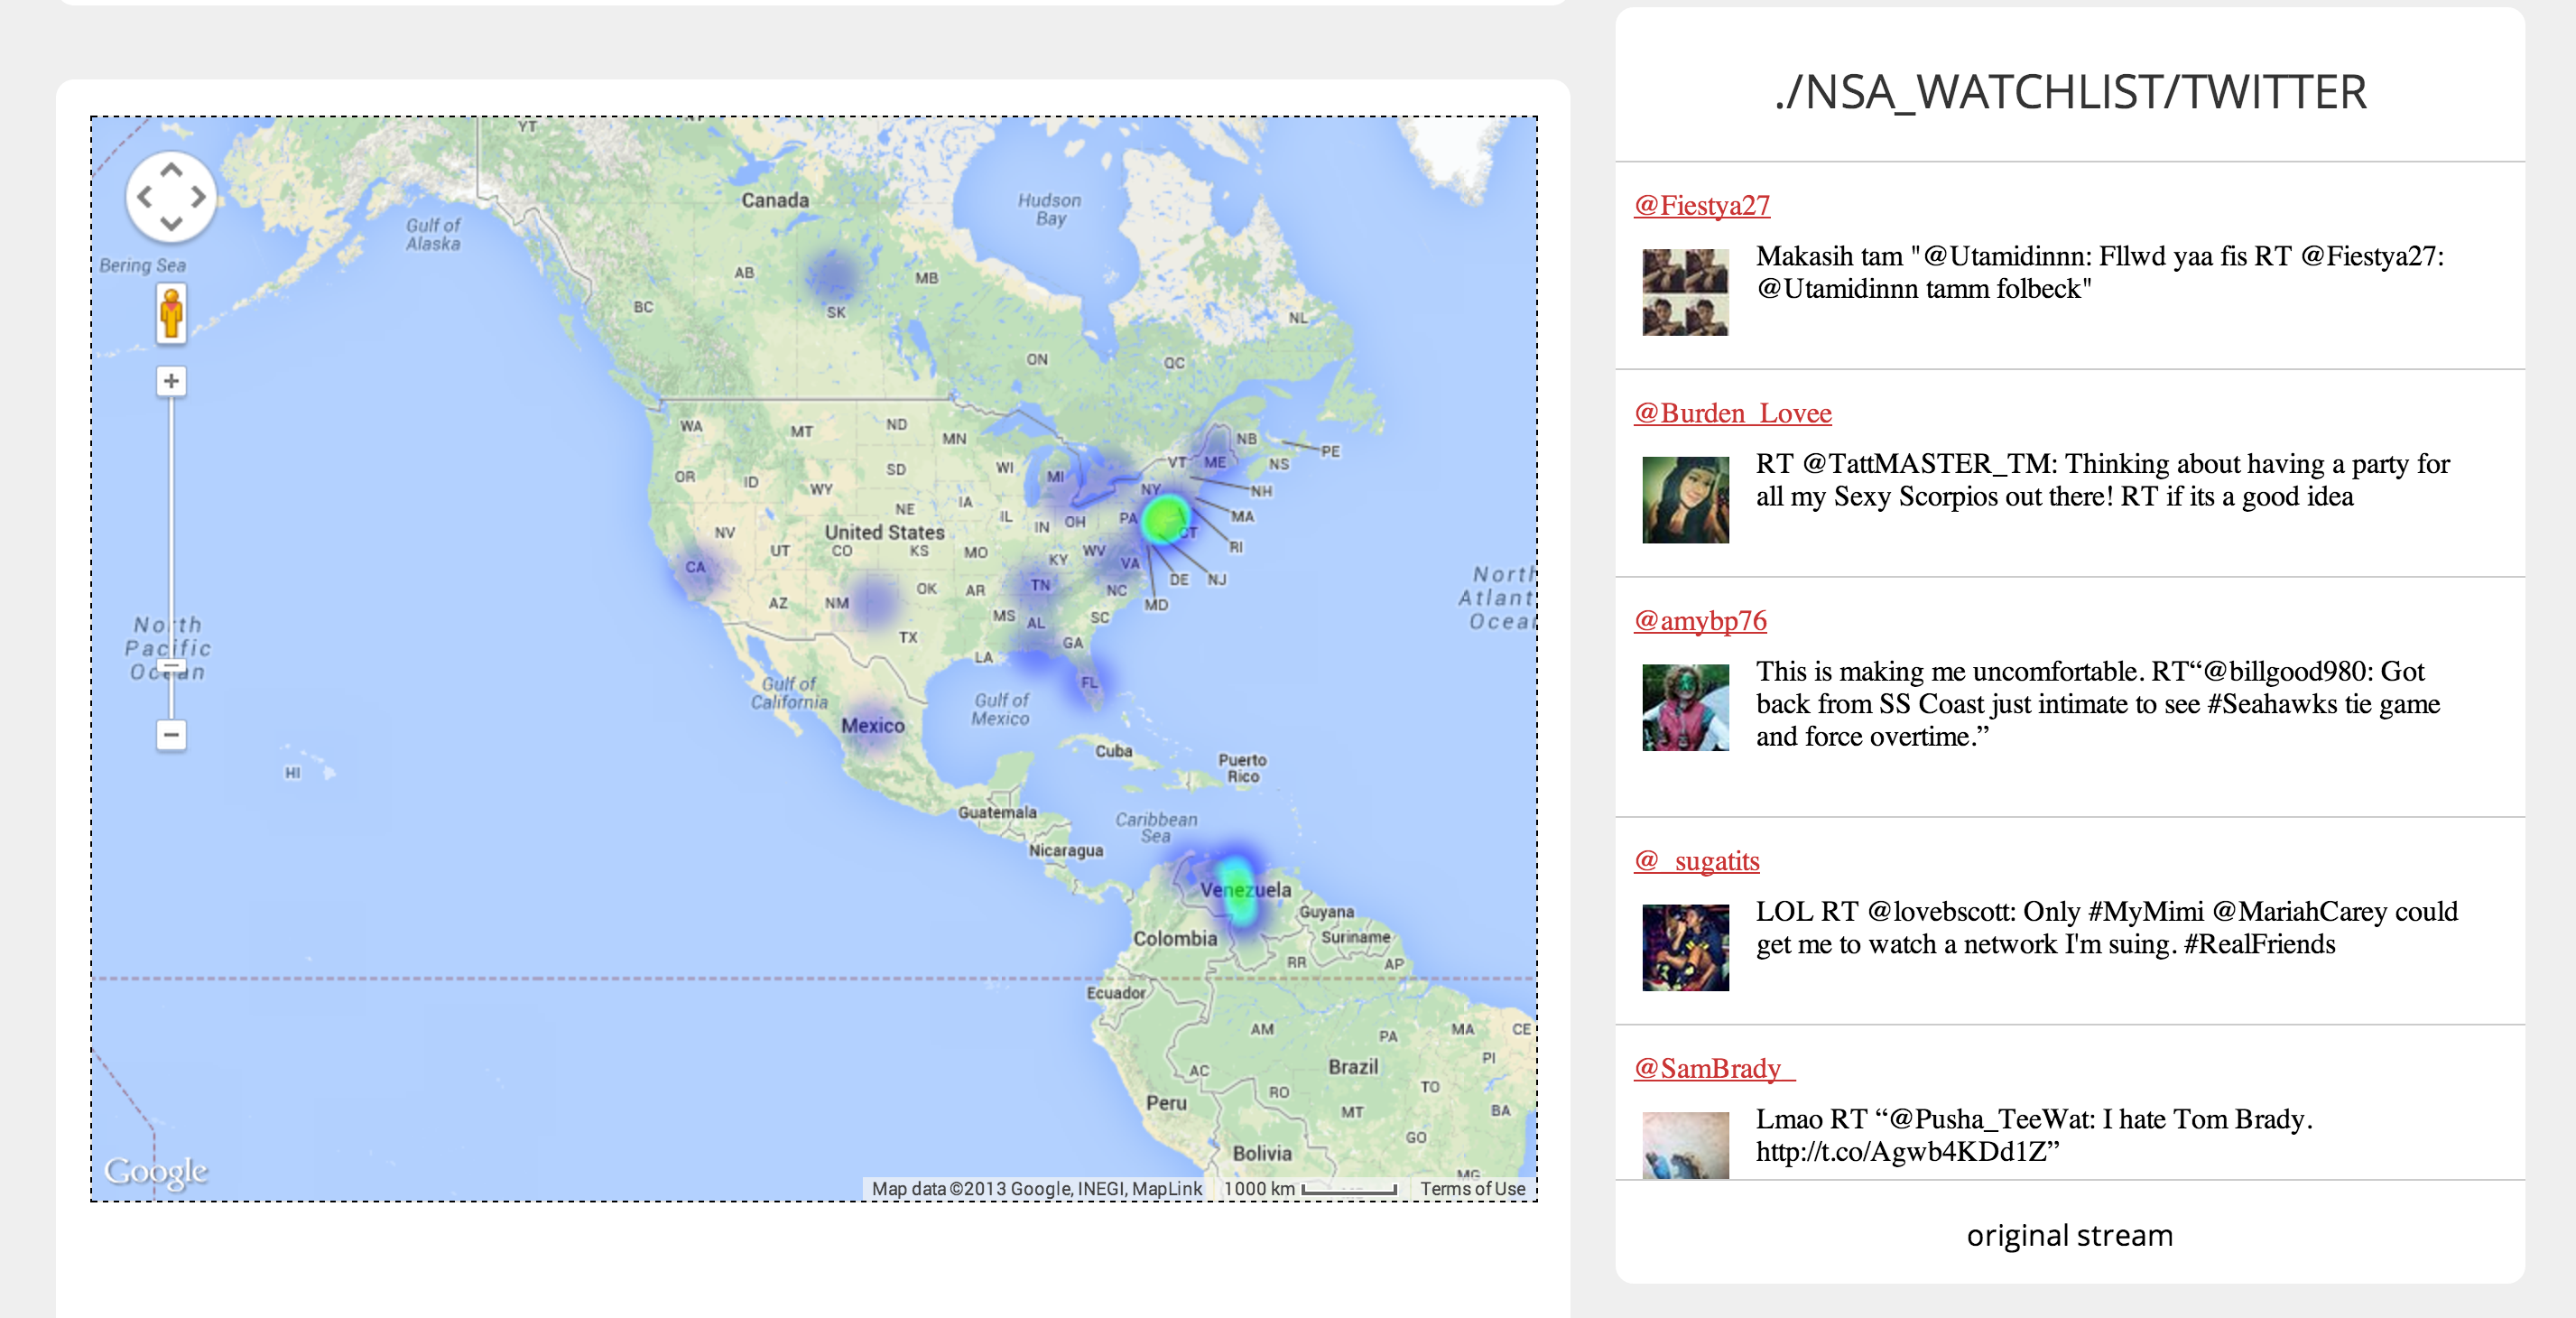 YT
Canada
Hudson
Bay
Gulf of
Alaska
Bering Sea
AB
MB
SK
BC
NL
ON
QC
WA
MT
ND
MN
NB
PE
VT
ME
NS
OR
ID
SD
WI
MI
NY
NH
WY
NE
IA
IL
IN
OH
PA
MA
CT
RI
NV
UT
United States
CO
KS
MO
KY
WV
VA
DE
NJ
CA
AZ
NM
OK
AR
TN
NC
MD
MS
AL
SC
TX
LA
GA
FL
North
Pacific
Ocean
North
Atlant
Ocea
Gulf of
California
Gulf of
Mexico
Mexico
Cuba
Puerto
Rico
HI
Guatemala
Caribbean
Sea
Nicaragua
Venezuela
Guyana
Colombia
Suriname
RR
AP
Ecuador
AM
PA
MA
CE
PI
AC
Brazil
RO
TO
Peru
MT
BA
GO
Bolivia
MG
Google
Map data ©2013 Google, INEGI, MapLink
1000 km
Terms of Use
./NSA_WATCHLIST/TWITTER
@Fiestya27
Makasih tam "@Utamidinnn: Fllwd yaa fis RT @Fiestya27:
@Utamidinnn tamm folbeck"
@Burden_Lovee
RT @TattMASTER_TM: Thinking about having a party for
all my Sexy Scorpios out there! RT if its a good idea
@amybp76
This is making me uncomfortable. RT“@billgood980: Got
back from SS Coast just intimate to see #Seahawks tie game
and force overtime.”
@_sugatits
LOL RT @lovebscott: Only #MyMimi @MariahCarey could
get me to watch a network I'm suing. #RealFriends
@SamBrady_
Lmao RT “@Pusha_TeeWat: I hate Tom Brady.
http://t.co/Agwb4KDd1Z”
original stream